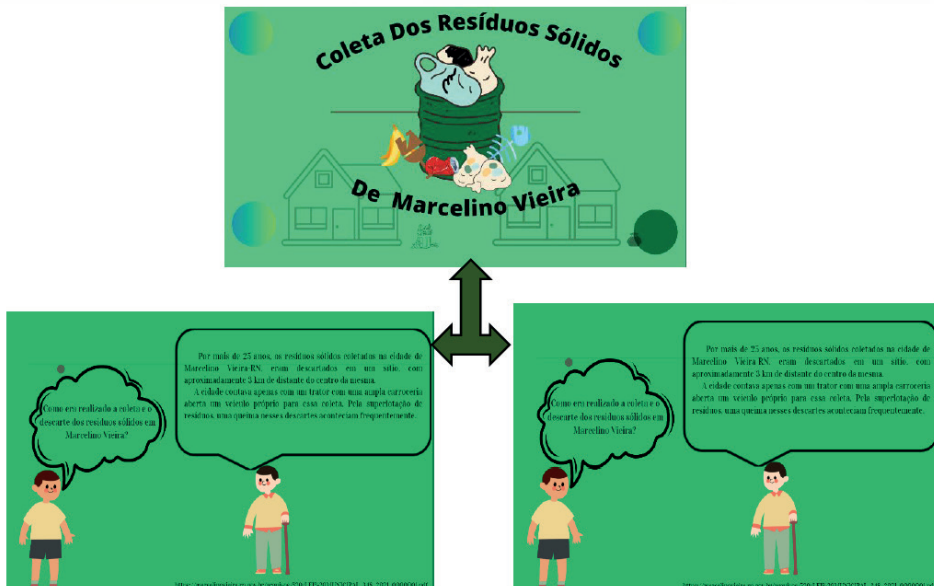 Coleta Dos Resíduos Sólidos
De Marcelino Vieira
Como era realizado a coleto e o
descarte dos resíduos sólidos em
Marcelino Vieira?
Por mais de 25 anos, os resíduos sólidos coletados na cidade de
Marcelino Vieira-RN, eram descartados em um sítio, com
aproximadamente 3 km de distante do centro da mesma.
A cidade contava apenas com um trator com uma ampla carroceria
aberta um veículo próprio para essa coleta. Pela superlotação de
resíduos, uma queima nesses descartes aconteciam frequentemente.
Como era realizado a coleto e o
descarte dos resíduos sólidos em
Marcelino Vieira?
Por mais de 25 anos, os resíduos sólidos coletados na cidade de
Marcelino Vieira-RN, eram descartados em um sítio, com
aproximadamente 3 km de distante do centro da mesma.
A cidade contava apenas com um trator com uma ampla carroceria
aberta um veículo próprio para essa coleta. Pela superlotação de
resíduos, uma queima nesses descartes aconteciam frequentemente.